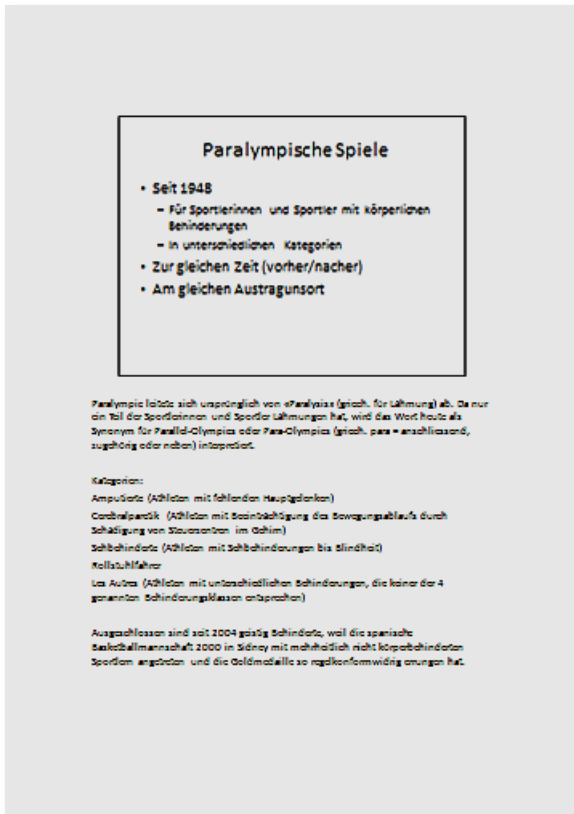 Paralympische Spiele
• Seit 1948
– Für Sportlerinnen und Sportler mit körperlichen
Behinderungen
– In unterschiedlichen Kategorien
• Zur gleichen Zeit (vorher/nacher)
• Am gleichen Austragunsort
Paralympic leitete sich ursprünglich von «Paralysis» (griech. für Lähmung) ab. Da nur
ein Teil der Sportlerinnen und Sportler Lähmungen hat, wird das Wort heute als
Synonym für Parallel-Olympics oder Para-Olympics (griech. para = anschliessend,
zugehörig oder neben) interpretiert.
Kategorien:
Amputierte (Athleten mit fehlenden Hauptgelenken)
Cerebralparetik (Athleten mit Beeinträchtigung des Bewegungsablaufs durch
Schädigung von Steuerzentren im Gehirn)
Sehbehinderte (Athleten mit Sehbehinderungen bis Blindheit)
Rollstuhlfahrer
Les Autres (Athleten mit unterschiedlichen Behinderungen, die keiner der 4
genannten Behinderungsklassen entsprechen)
Ausgeschlossen sind seit 2004 geistig Behinderte, weil die spanische
Basketballmannschaft 2000 in Sidney mit mehrheitlich nicht körperbehinderten
Sportlern angetreten und die Goldmedaille so regelkonformwidrig errungen hat.